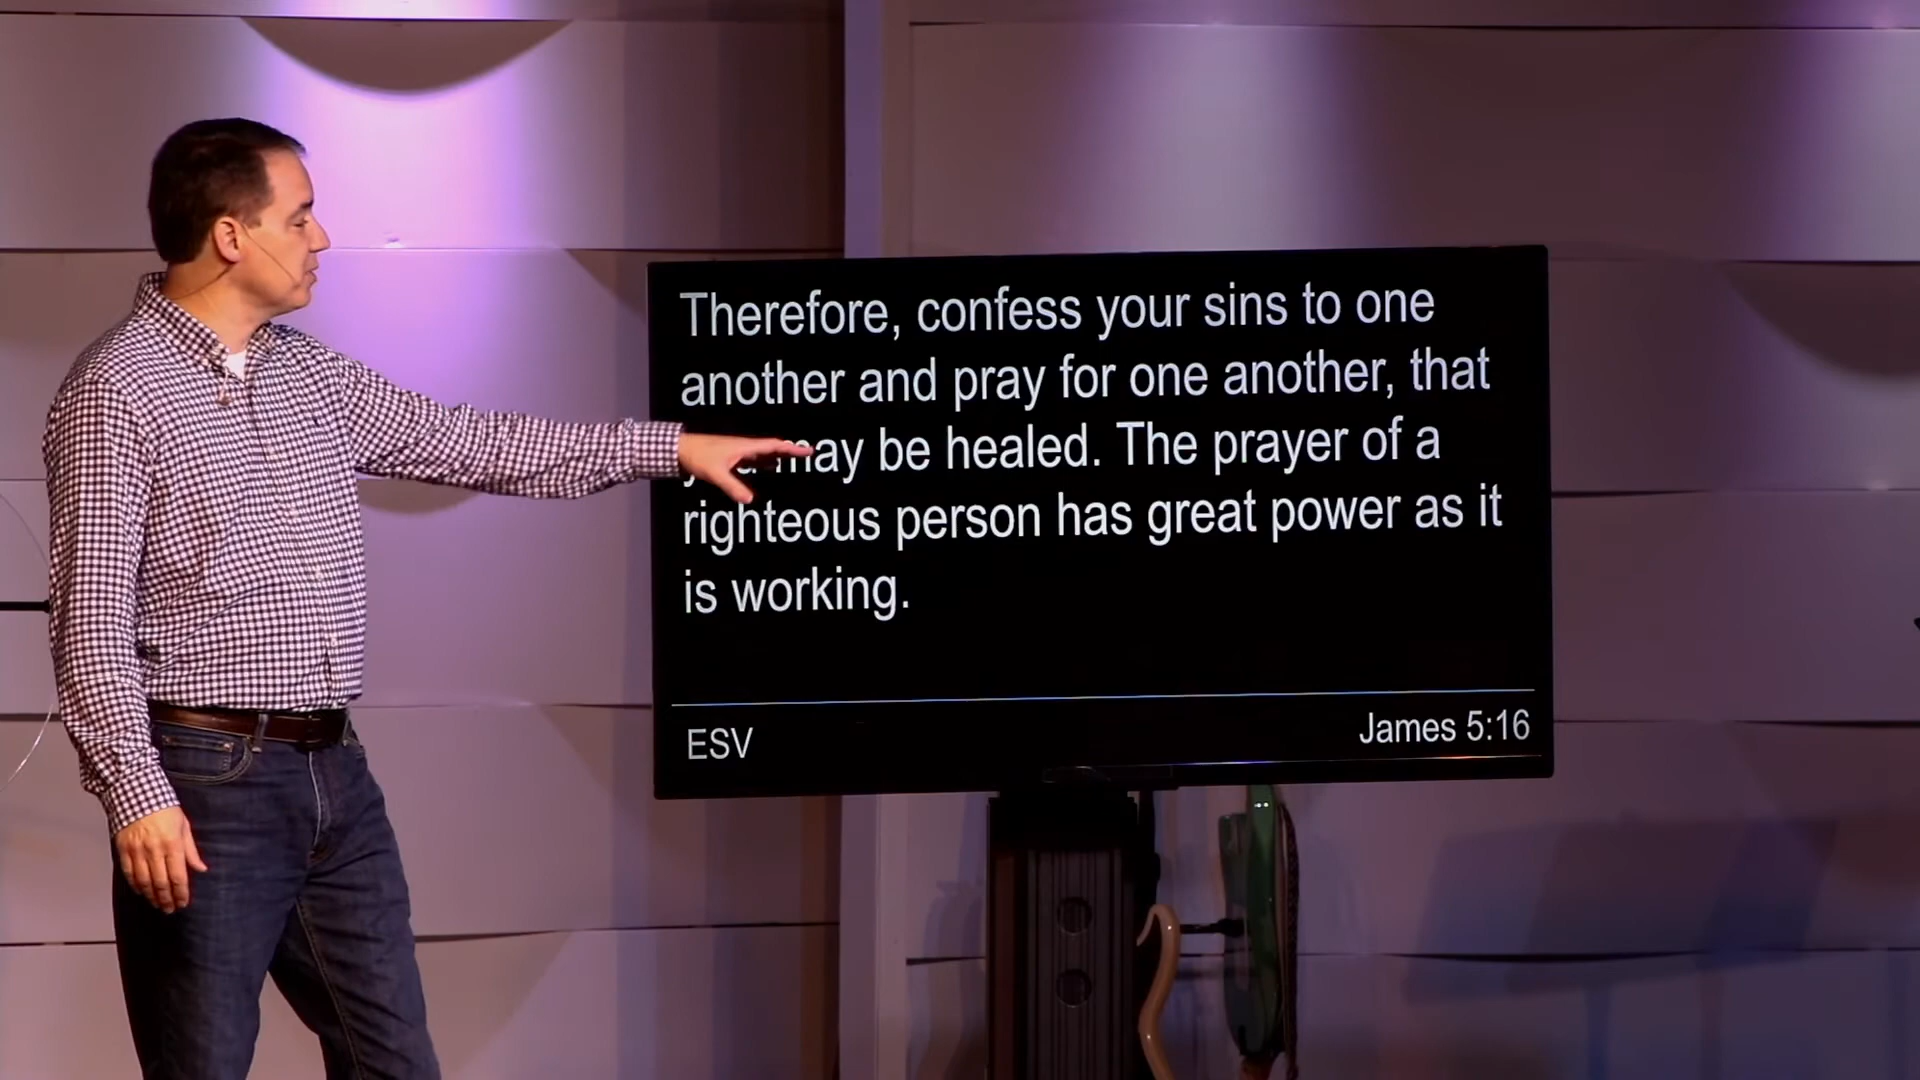 Therefore, confess your sins to one
another and pray for one another, that
may be healed. The prayer of a
righteous person has great power as it
is working.
ESV
James 5:16